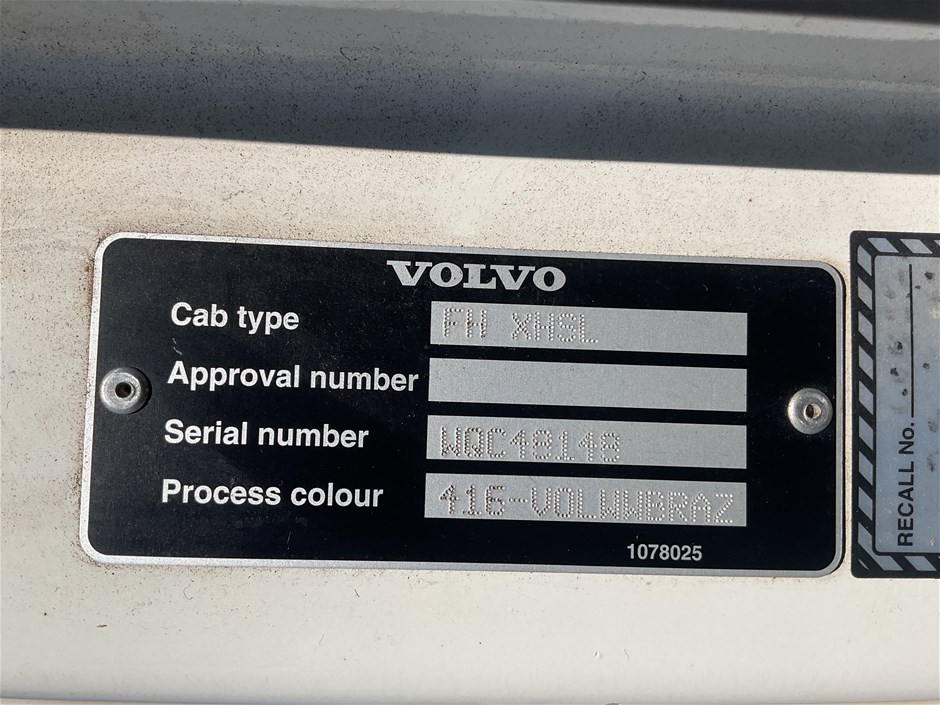 VOLVO
Cab type FH XHSL
Approval number
Serial number WQC48148
Process colour 416-VOLWWBRAZ
1078025
RECALL No.